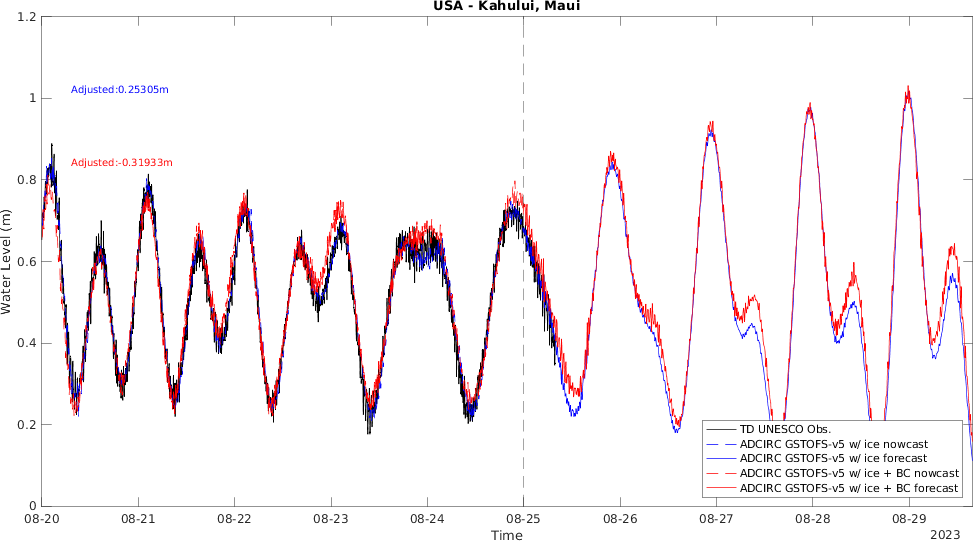 USA - Kahului, Maui
1.2
1
0.8
0.6
0.4
0.2
0
Water Level (m)
Adjusted:0.25305m
Adjusted:-0.31933m
TD UNESCO Obs.
ADCIRC GSTOFS-v5 w/ ice nowcast
ADCIRC GSTOFS-v5 w/ ice forecast
ADCIRC GSTOFS-v5 w/ ice + BC nowcast
ADCIRC GSTOFS-v5 w/ ice + BC forecast
08-20 08-21 08-22 08-23 08-24 08-25 08-26 08-27 08-28 08-29
Time
2023